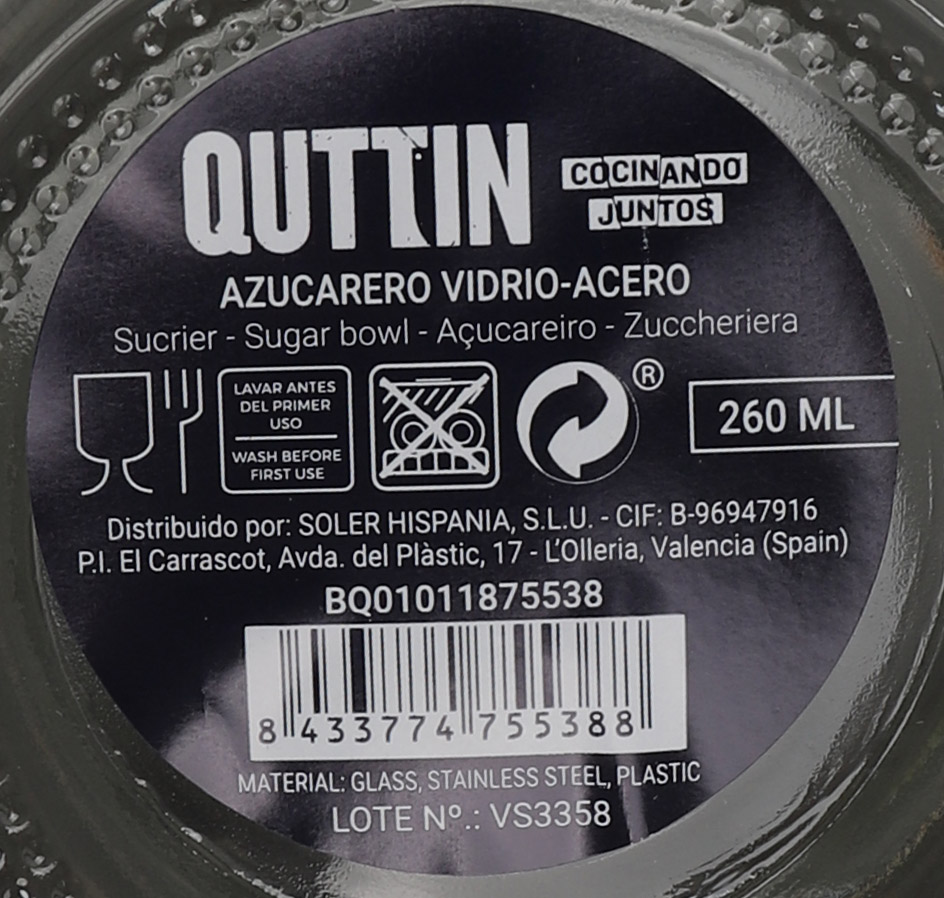 QUTTIN
COCINANDO
JUNTOS
AZUCARERO VIDRIO-ACERO
Sucrier - Sugar bowl - Açucareiro - Zuccheriera
LAVAR ANTES
DEL PRIMER
USO
WASH BEFORE
FIRST USE
®
260 ML
Distribuido por: SOLER HISPANIA, S.L.U. - CIF: B-96947916
P.I. El Carrascot, Avda. del Plàstic, 17 - L'Olleria, Valencia (Spain)
BQ01011875538
8 433774 755388
MATERIAL: GLASS, STAINLESS STEEL, PLASTIC
LOTE Nº.: VS3358